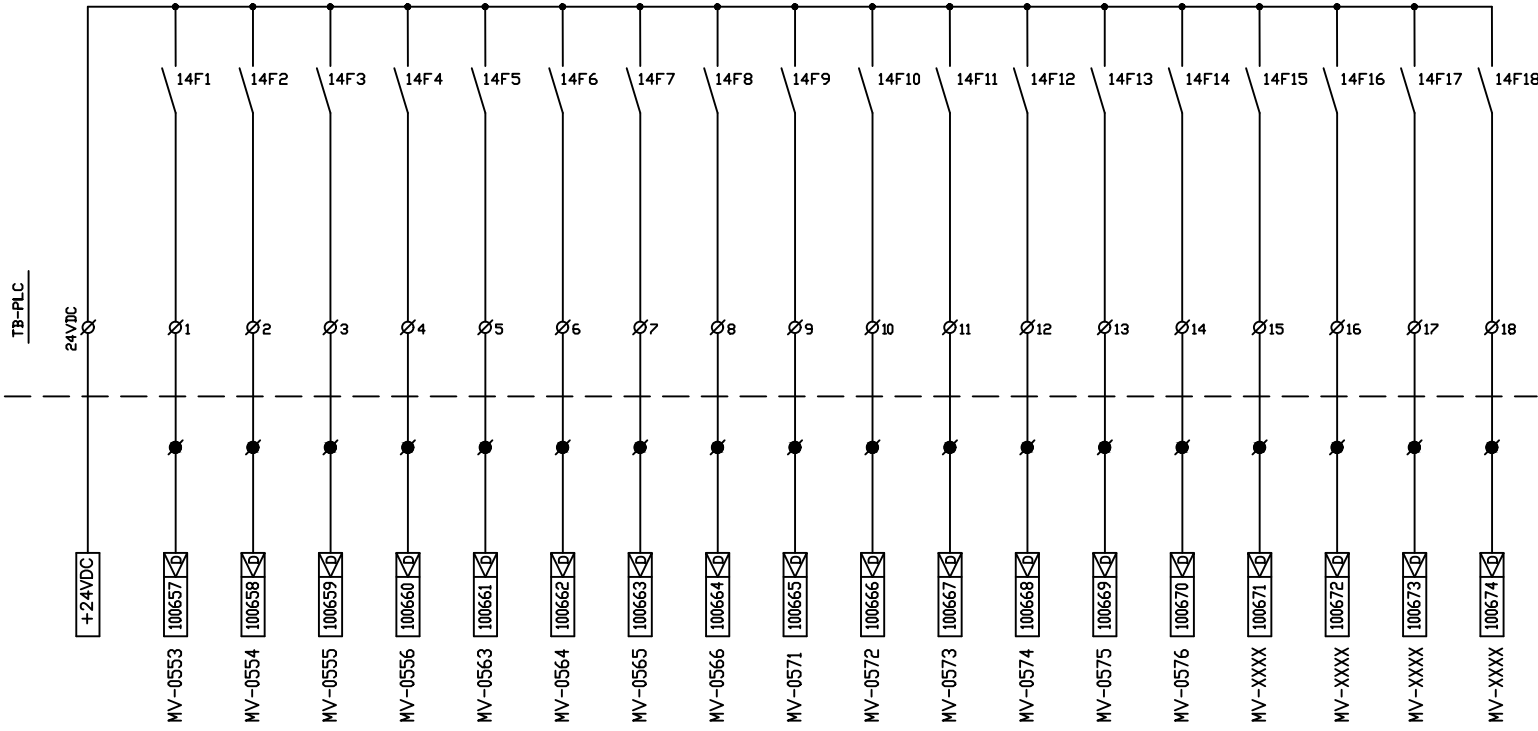 14F1 14F2 14F3 14F4 14F5 14F6 14F7 14F8 14F9 14F10 14F11 14F12 14F13 14F14 14F15 14F16 14F17 14F18
TB-PLC
24VDC
1 2 3 4 5 6 7 8 9 10 11 12 13 14 15 16 17 18
D D D D D D D D D D D D D D D D D D
+24VDC 100657 100658 100659 100660 100661 100662 100663 100664 100665 100666 100667 100668 100669 100670 100671 100672 100673 100674
MV-0553 MV-0554 MV-0555 MV-0556 MV-0563 MV-0564 MV-0565 MV-0566 MV-0571 MV-0572 MV-0573 MV-0574 MV-0575 MV-0576 MV-XXXX MV-XXXX MV-XXXX MV-XXXX